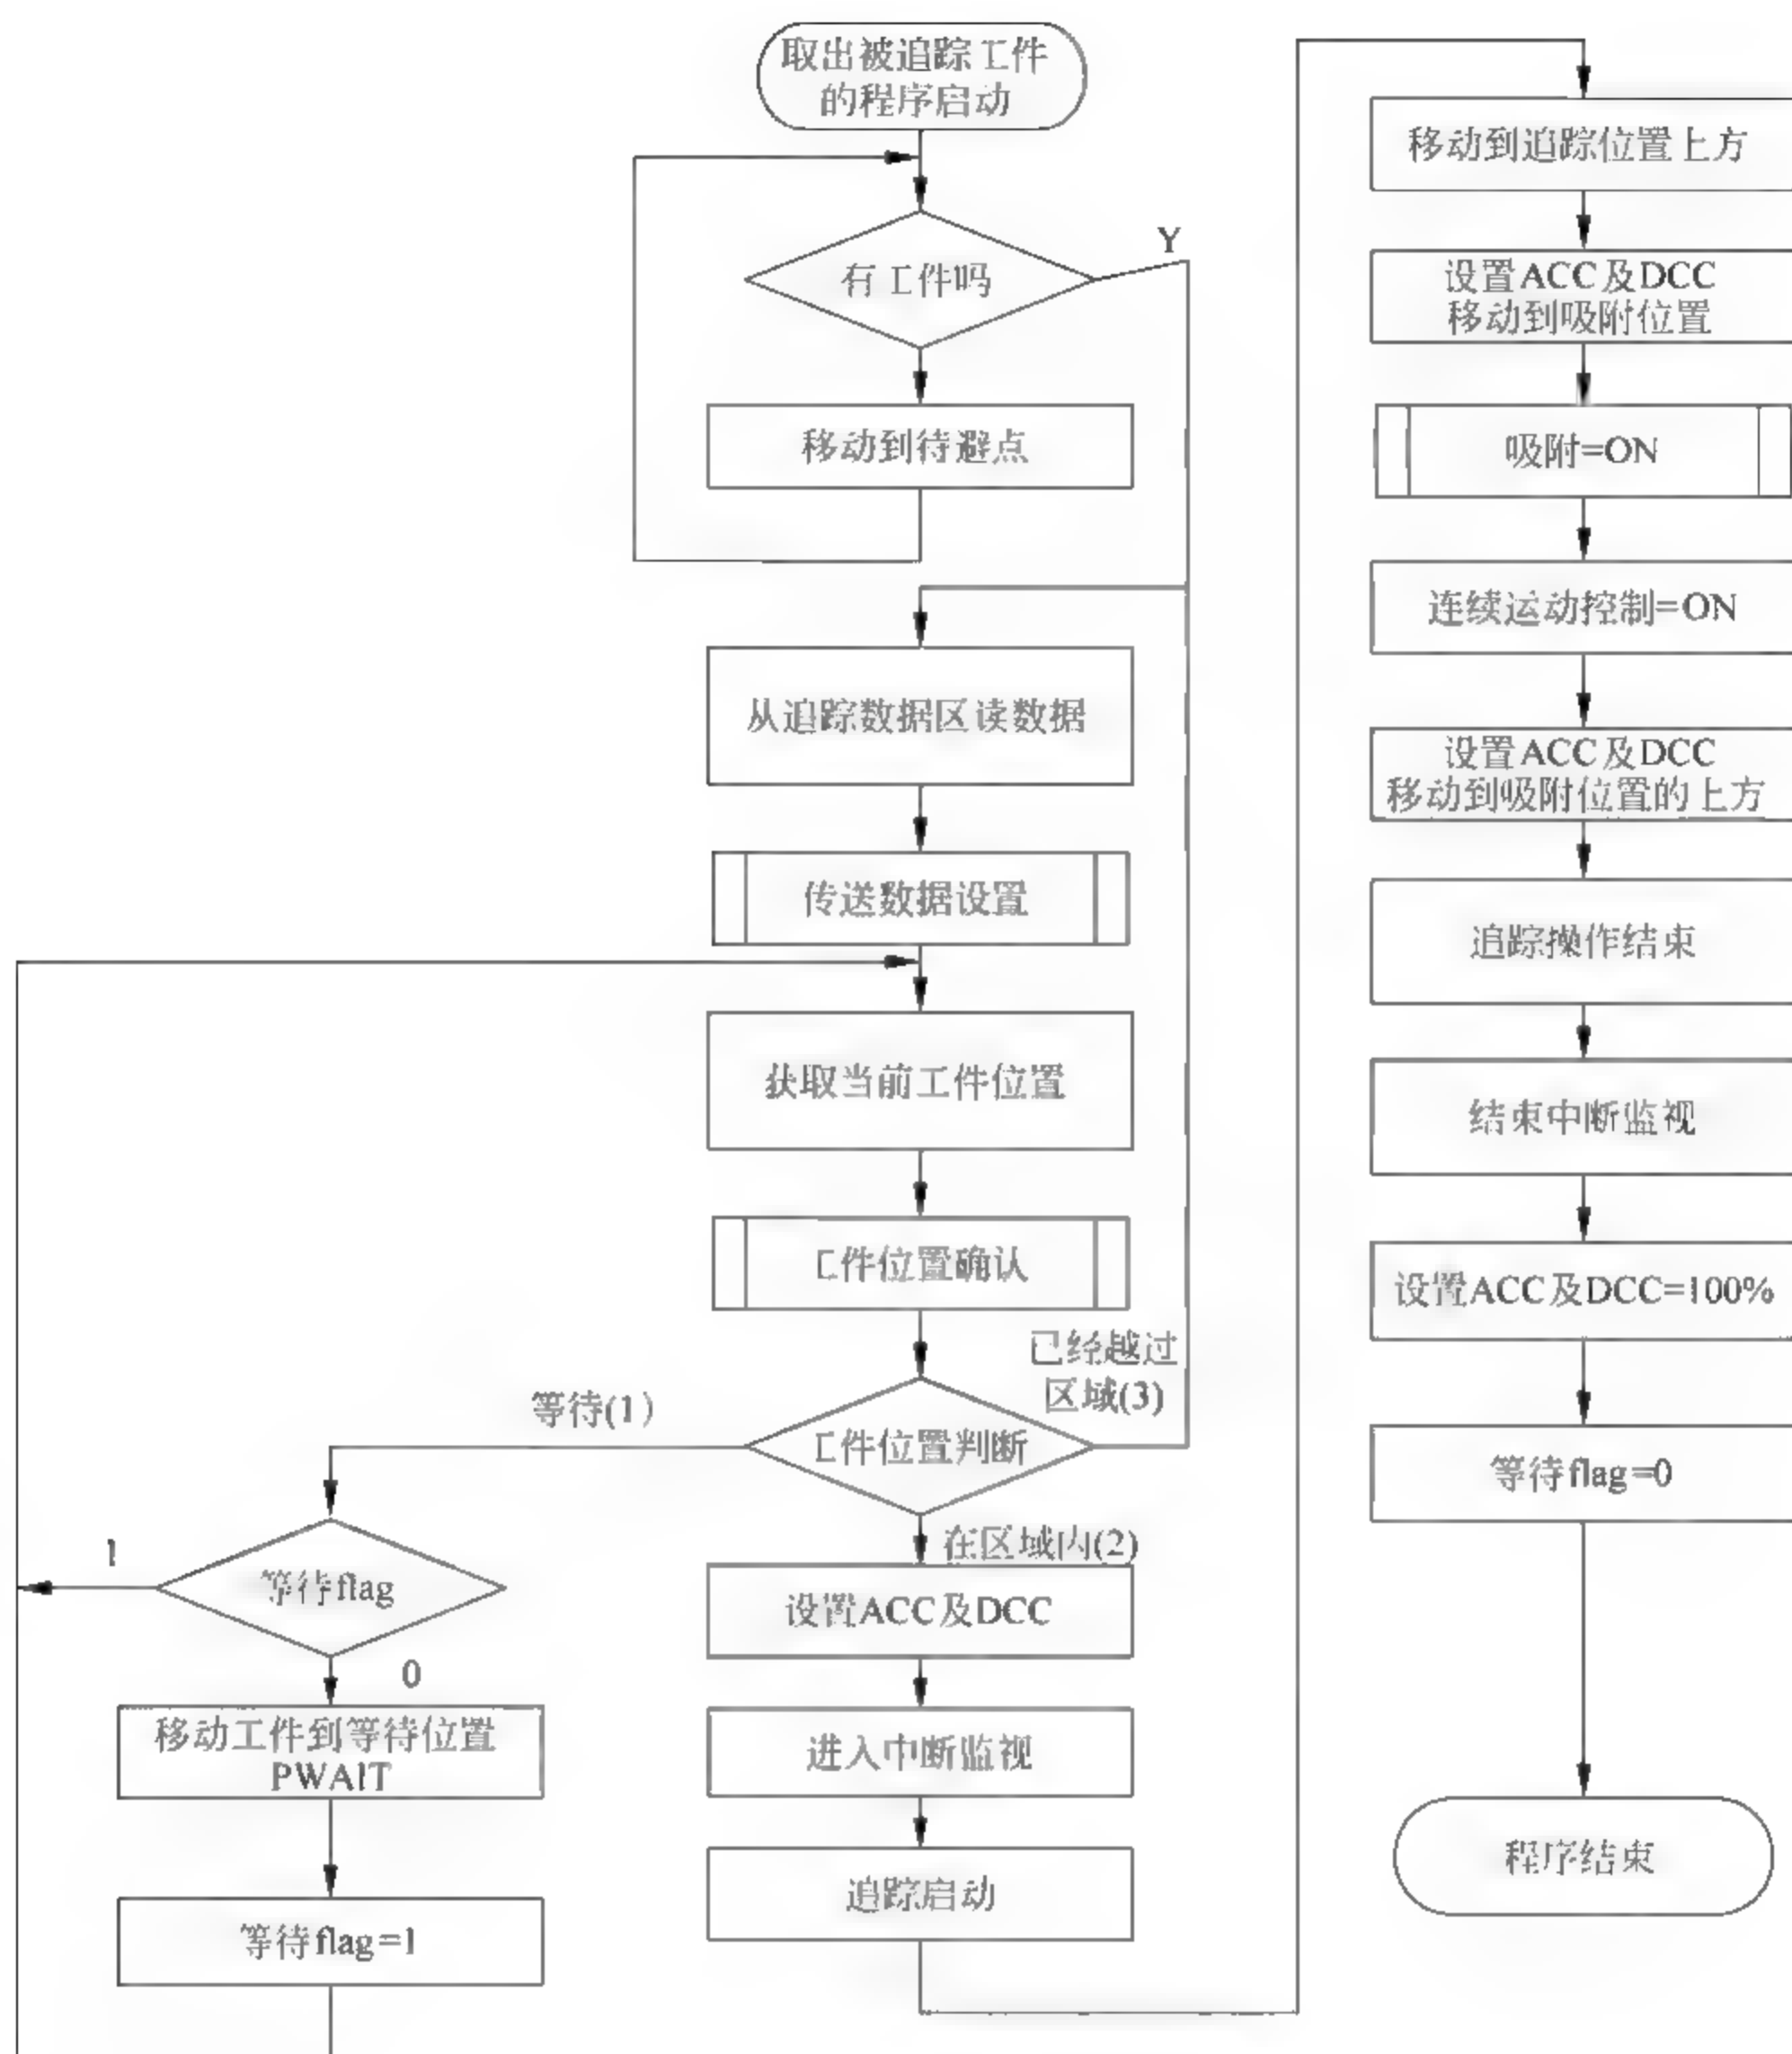 取出被追踪工件
的程序启动
有工件吗
Y
移动到待避点
从追踪数据区读数据
传送数据设置
获取当前工件位置
工件位置确认
已经越过
区域(3)
等待(1)
工件位置判断
在区域内(2)
1
等待flag
0
移动工件到等待位置
PWAIT
等待flag=1
设置ACC及DCC
进入中断监视
追踪启动
移动到追踪位置上方
设置ACC及DCC
移动到吸附位置
吸附=ON
连续运动控制=ON
设置ACC及DCC
移动到吸附位置的上方
追踪操作结束
结束中断监视
设置ACC及DCC=100%
等待flag=0
程序结束